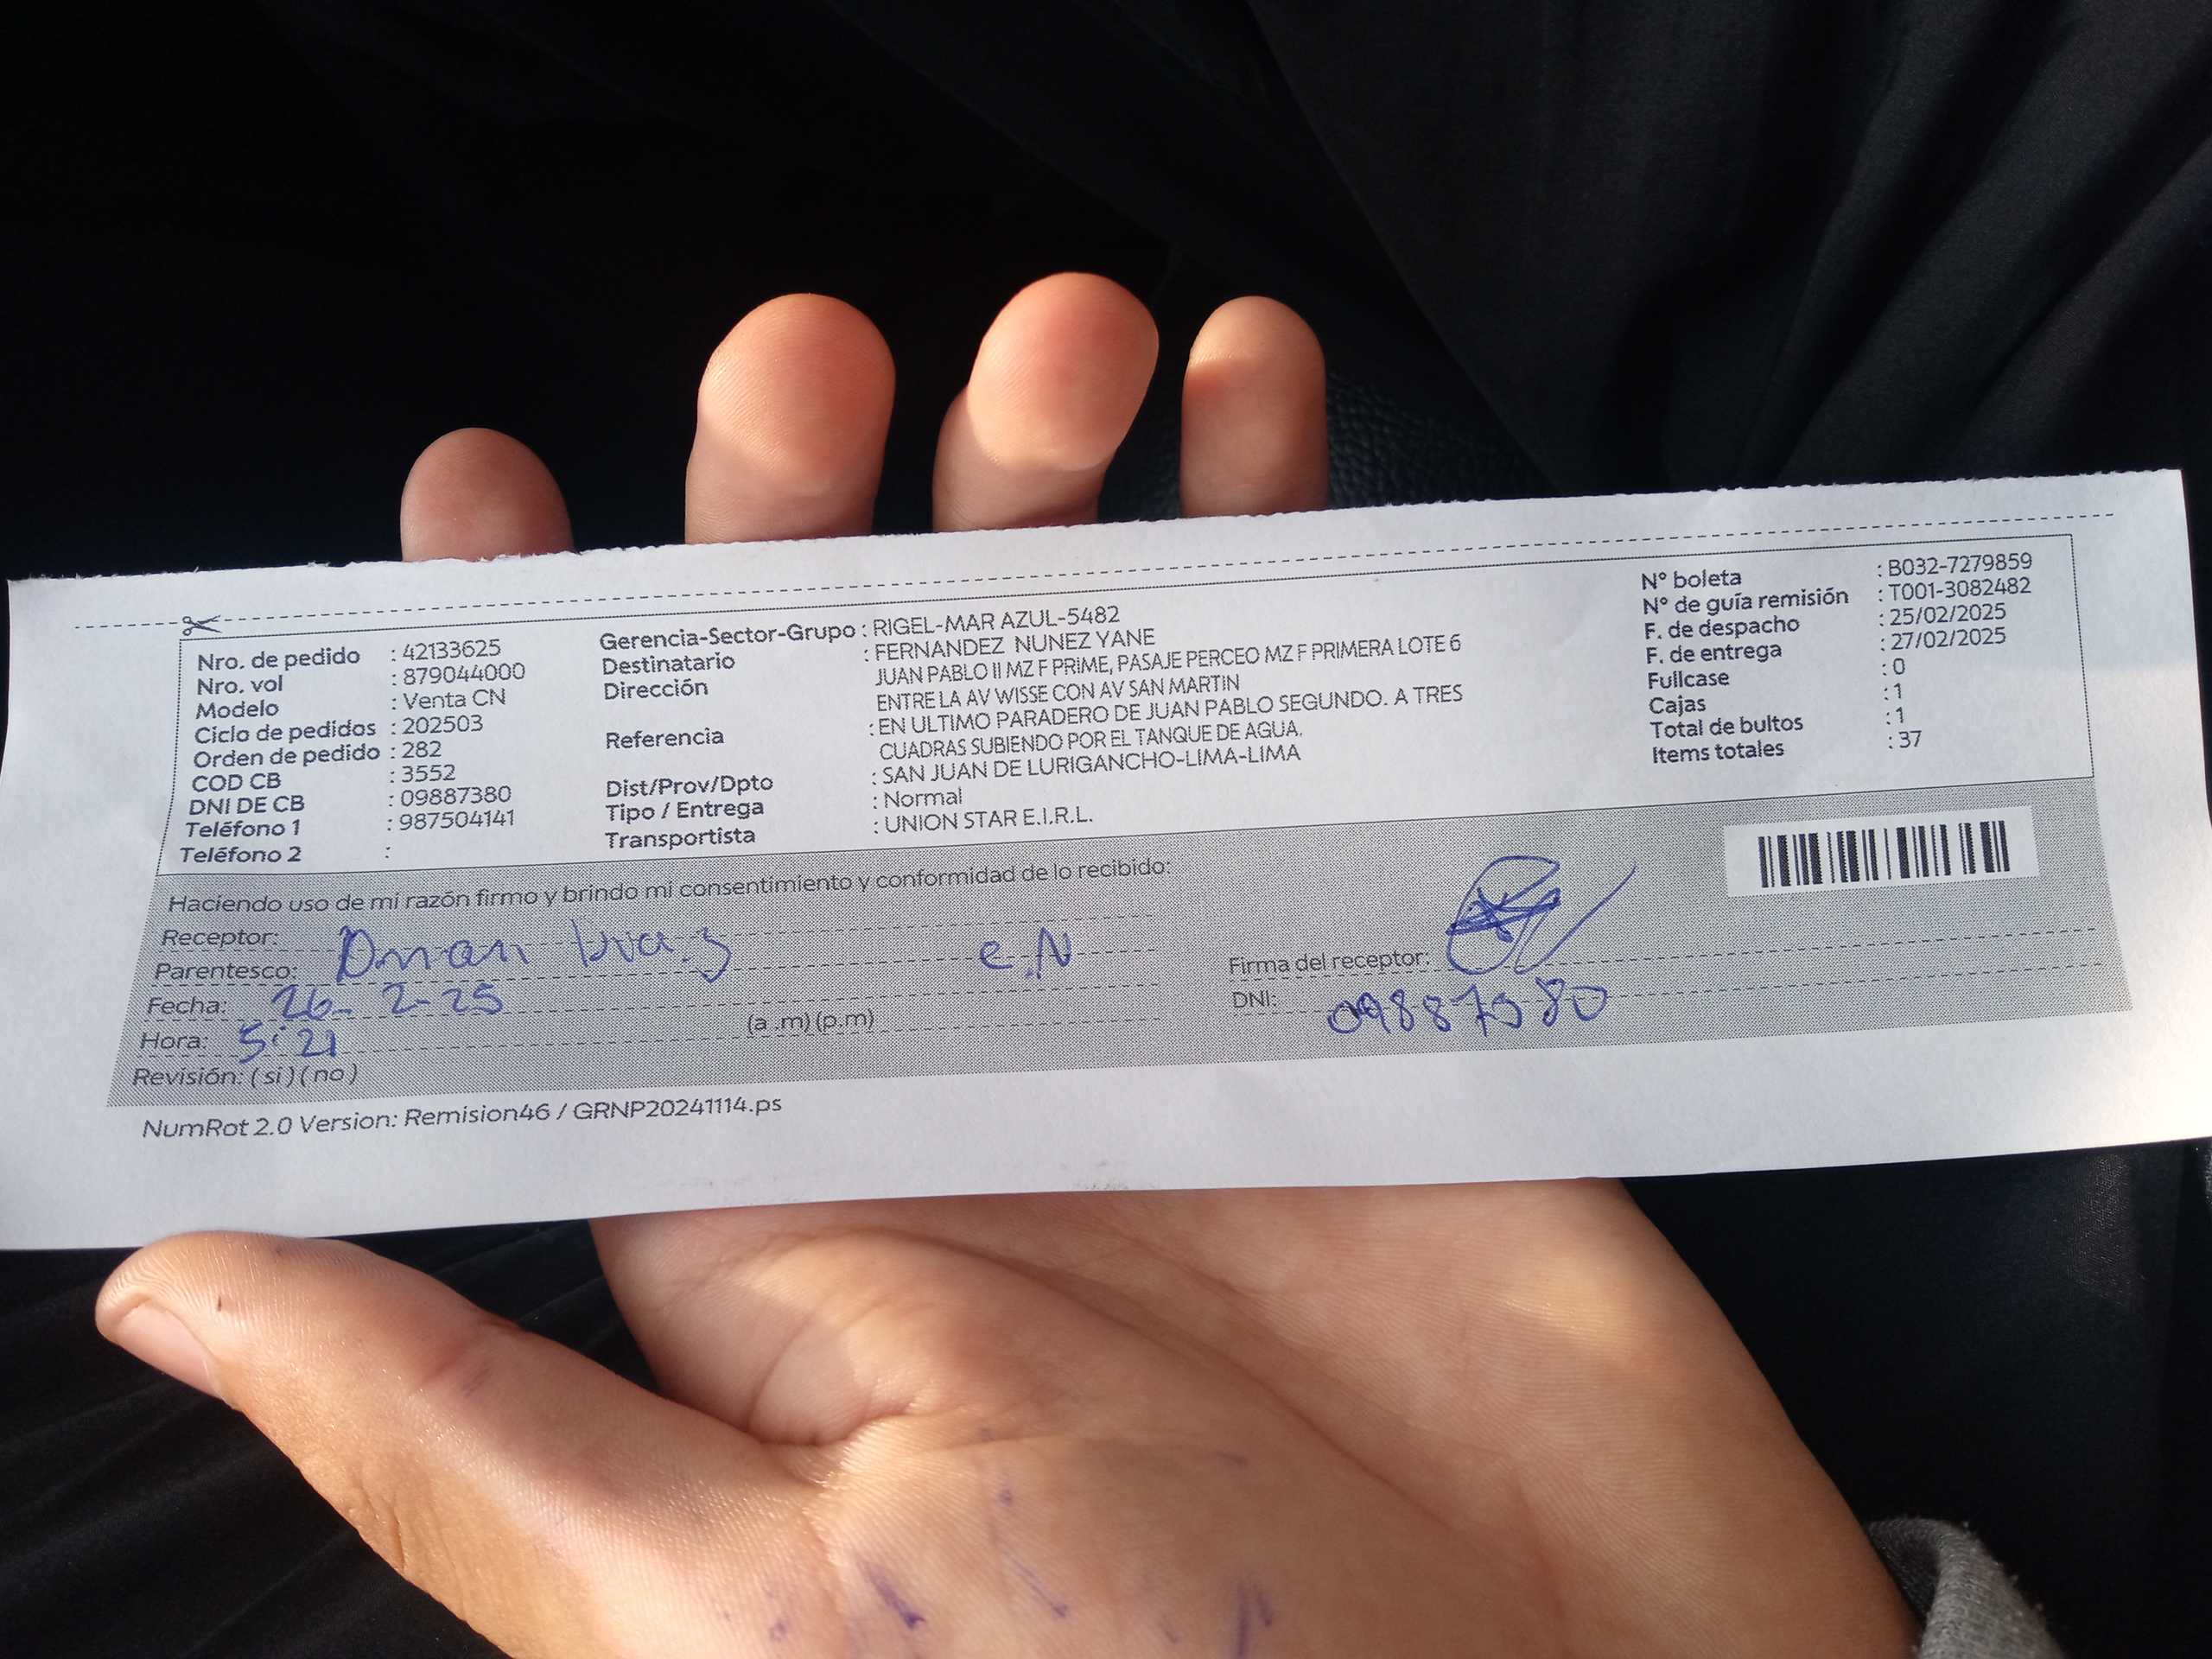 Nro. de pedido : 42133625
Nro. vol : 879044000
Modelo : Venta CN
Ciclo de pedidos : 202503
Orden de pedido : 282
COD CB : 3552
DNI DE CB : 09887380
Teléfono 1 : 987504141
Teléfono 2 :
Gerencia-Sector-Grupo : RIGEL-MAR AZUL-5482
Destinatario : FERNANDEZ NUNEZ YANE
Dirección JUAN PABLO II MZ F PRIME, PASAJE PERCEO MZ F PRIMERA LOTE 6
ENTRE LA AV WISSE CON AV SAN MARTIN
Referencia : EN ULTIMO PARADERO DE JUAN PABLO SEGUNDO. A TRES
CUADRAS SUBIENDO POR EL TANQUE DE AGUA.
Dist/Prov/Dpto : SAN JUAN DE LURIGANCHO-LIMA-LIMA
Tipo / Entrega : Normal
Transportista : UNION STAR E.I.R.L.
N° boleta : B032-7279859
N° de guía remisión : T001-3082482
F. de despacho : 25/02/2025
F. de entrega : 27/02/2025
Fullcase : 0
Cajas : 1
Total de bultos : 1
Items totales : 37
Haciendo uso de mi razón firmo y brindo mi consentimiento y conformidad de lo recibido:
Receptor:
Parentesco: e.N
Fecha: 26-2-25
Hora: 5:21 (a .m) (p.m)
Revisión: ( si ) ( no )
Firma del receptor:
DNI:
NumRot 2.0 Version: Remision46 / GRNP20241114.ps